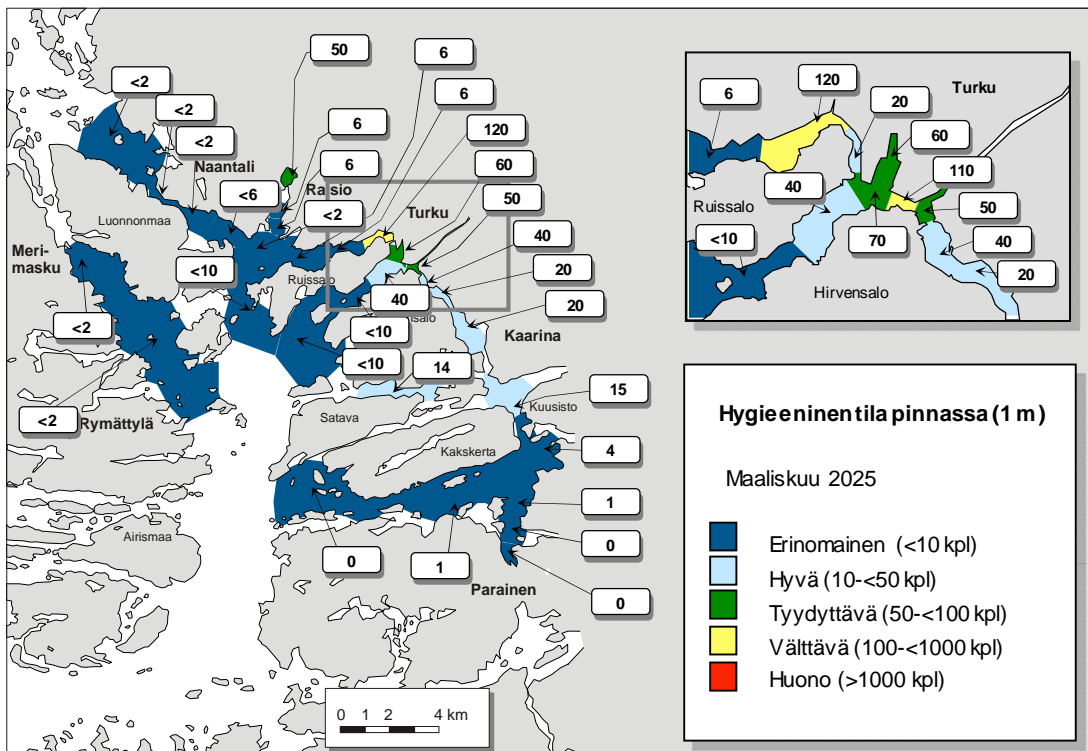 50
6
<2
6
<2
120
<2
6
60
Naantali
6
Raisio
<6
<2
Turku
50
Luonnonmaa
40
Meri-
masku
<10
Ruissalo
20
40
20
<2
<10
Kaarina
<10
14
<2
Rymättylä
Satava
15
Kuusisto
Kakskerta
4
1
Airismaa
0
1
0
Parainen
0
0 1 2 4 km
120
20
Turku
6
60
110
40
Ruissalo
50
<10
70
40
20
Hirvensalo
Hygieeninen tila pinnassa (1 m)
Maaliskuu 2025
Erinomainen (<10 kpl)
Hyvä (10-<50 kpl)
Tyydyttävä (50-<100 kpl)
Välttävä (100-<1000 kpl)
Huono (>1000 kpl)